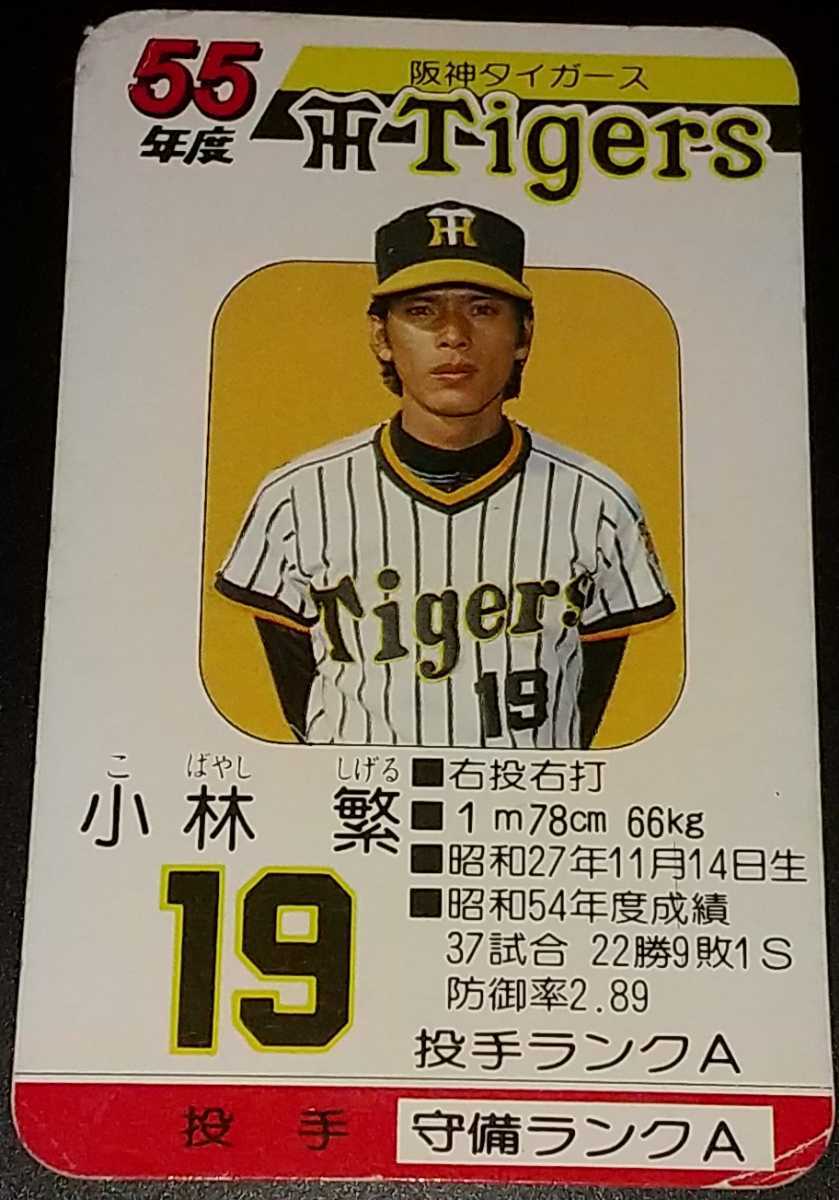 55
年度
阪神タイガース
TH Tigers
TH
Tigers
19
こ ばやし しげる
小林 繁
19
■右投右打
■1m78cm 66kg
■昭和27年11月14日生
■昭和54年度成績
37試合 22勝9敗1S
防御率2.89
投手ランクA
投手
守備ランクA